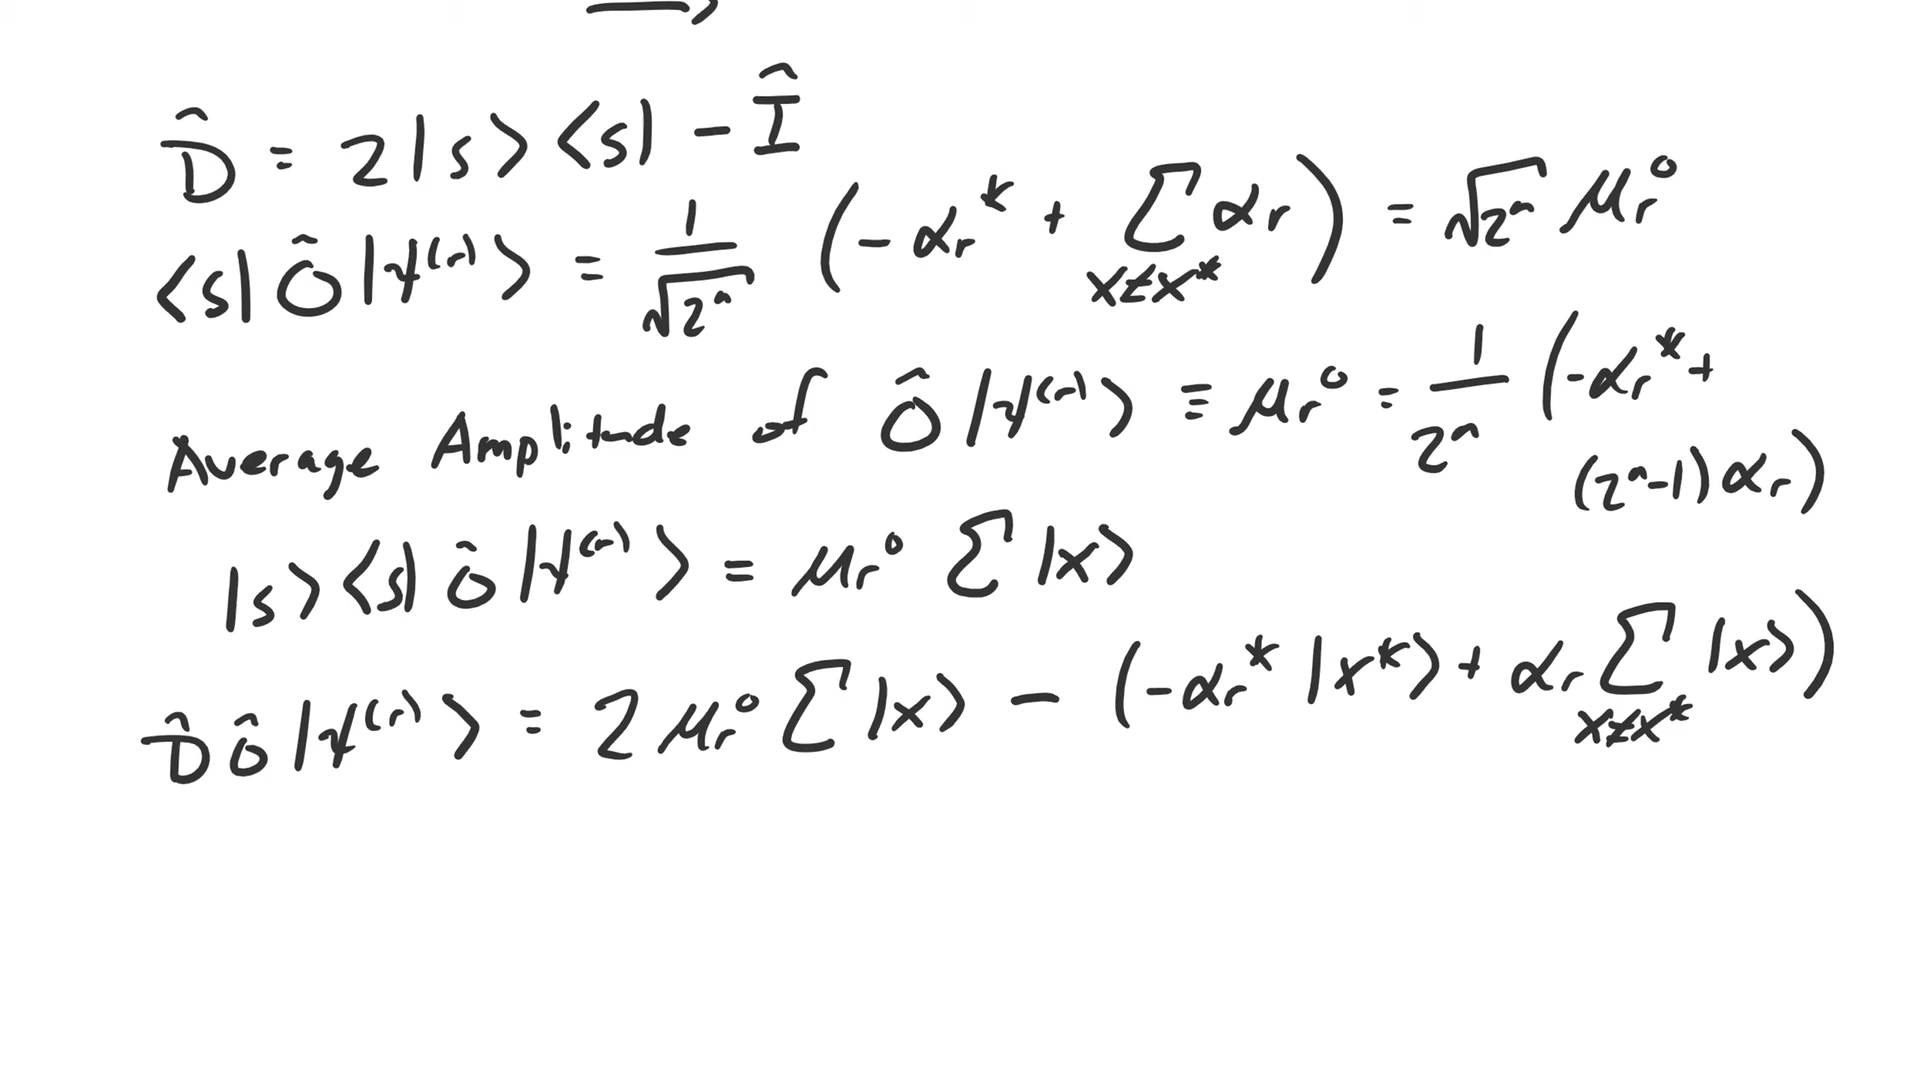 D̂ = 2|s⟩⟨s| − Î
⟨s|Ô|ψ⁽ʳ⁾⟩ = 1/√2ⁿ (−αᵣ* + Σ_{x≠x*} αᵣ) = √2ⁿ μᵣ⁰
Average Amplitude of Ô|ψ⁽ʳ⁾⟩ ≡ μᵣ⁰ = 1/2ⁿ (−αᵣ* +
(2ⁿ−1)αᵣ)
|s⟩⟨s|Ô|ψ⁽ʳ⁾⟩ = μᵣ⁰ Σ|x⟩
D̂Ô|ψ⁽ʳ⁾⟩ = 2μᵣ⁰ Σ|x⟩ − (−αᵣ*|x*⟩ + αᵣ Σ_{x≠x*} |x⟩)